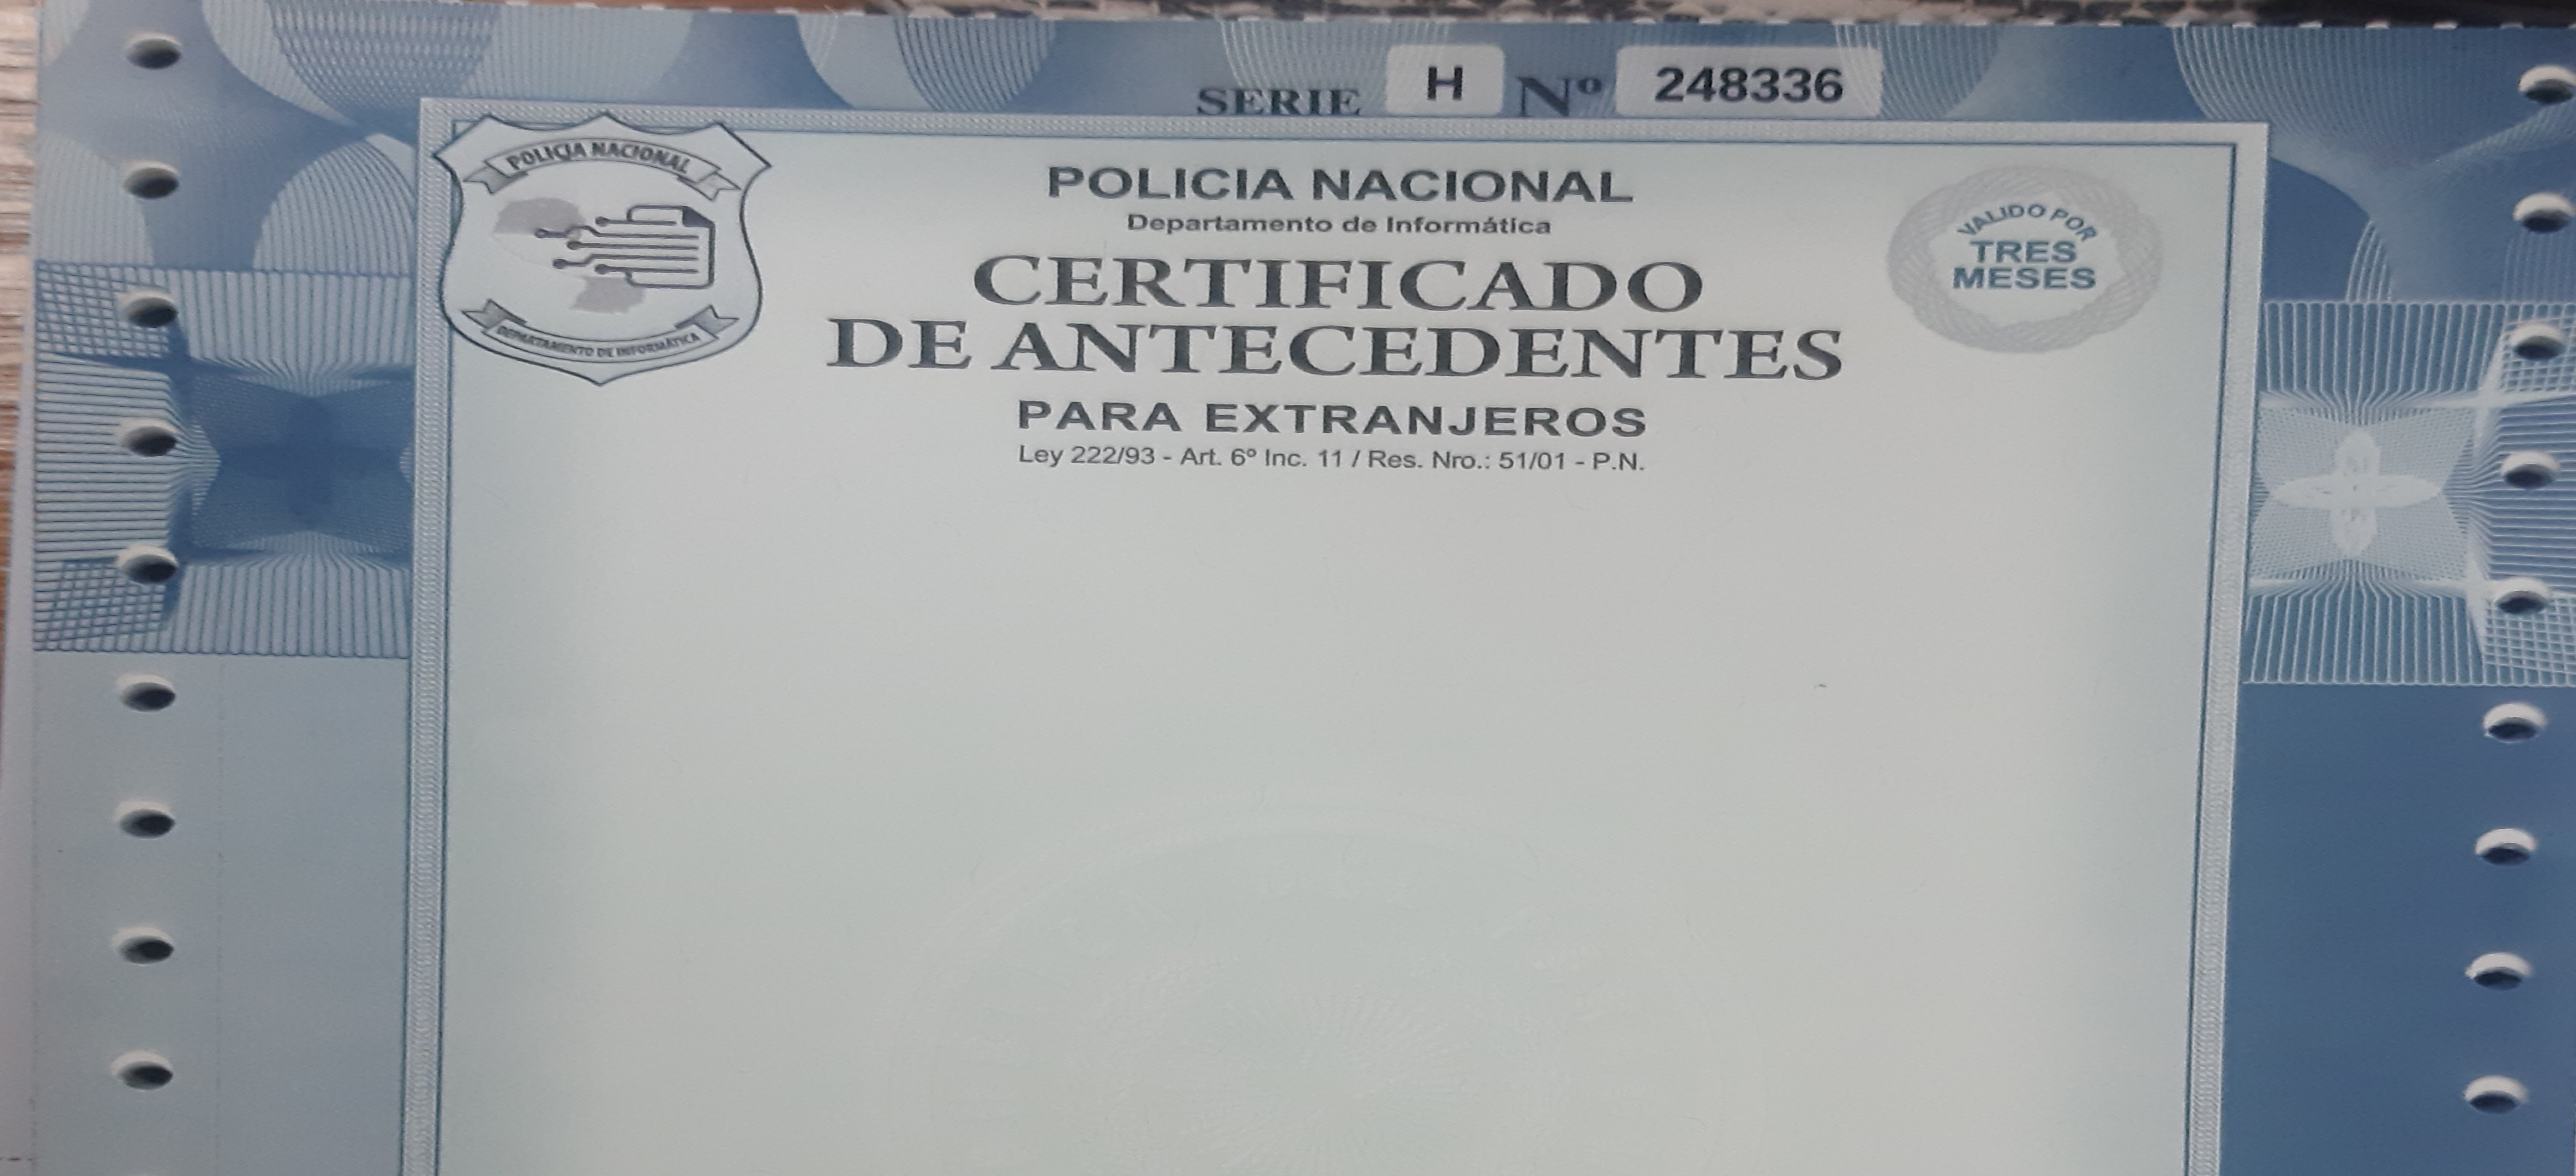 SERIE H Nº 248336
POLICIA NACIONAL
DEPARTAMENTO DE INFORMÁTICA
POLICIA NACIONAL
Departamento de Informática
CERTIFICADO
DE ANTECEDENTES
PARA EXTRANJEROS
Ley 222/93 - Art. 6º Inc. 11 / Res. Nro.: 51/01 - P.N.
VALIDO POR
TRES
MESES